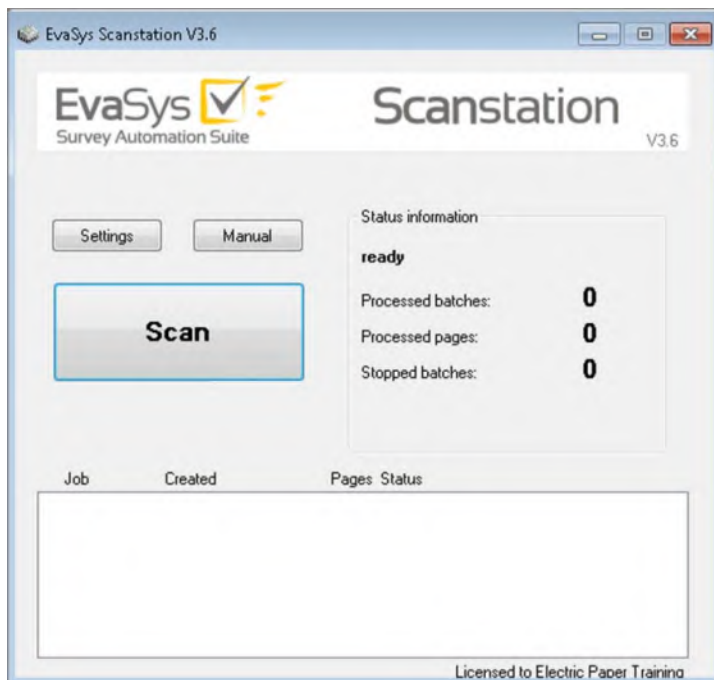 EvaSys Scanstation V3.6
EvaSys
Survey Automation Suite
Scanstation
V3.6
Settings
Manual
Scan
Status information
ready
Processed batches: 0
Processed pages: 0
Stopped batches: 0
Job Created Pages Status
Licensed to Electric Paper Training